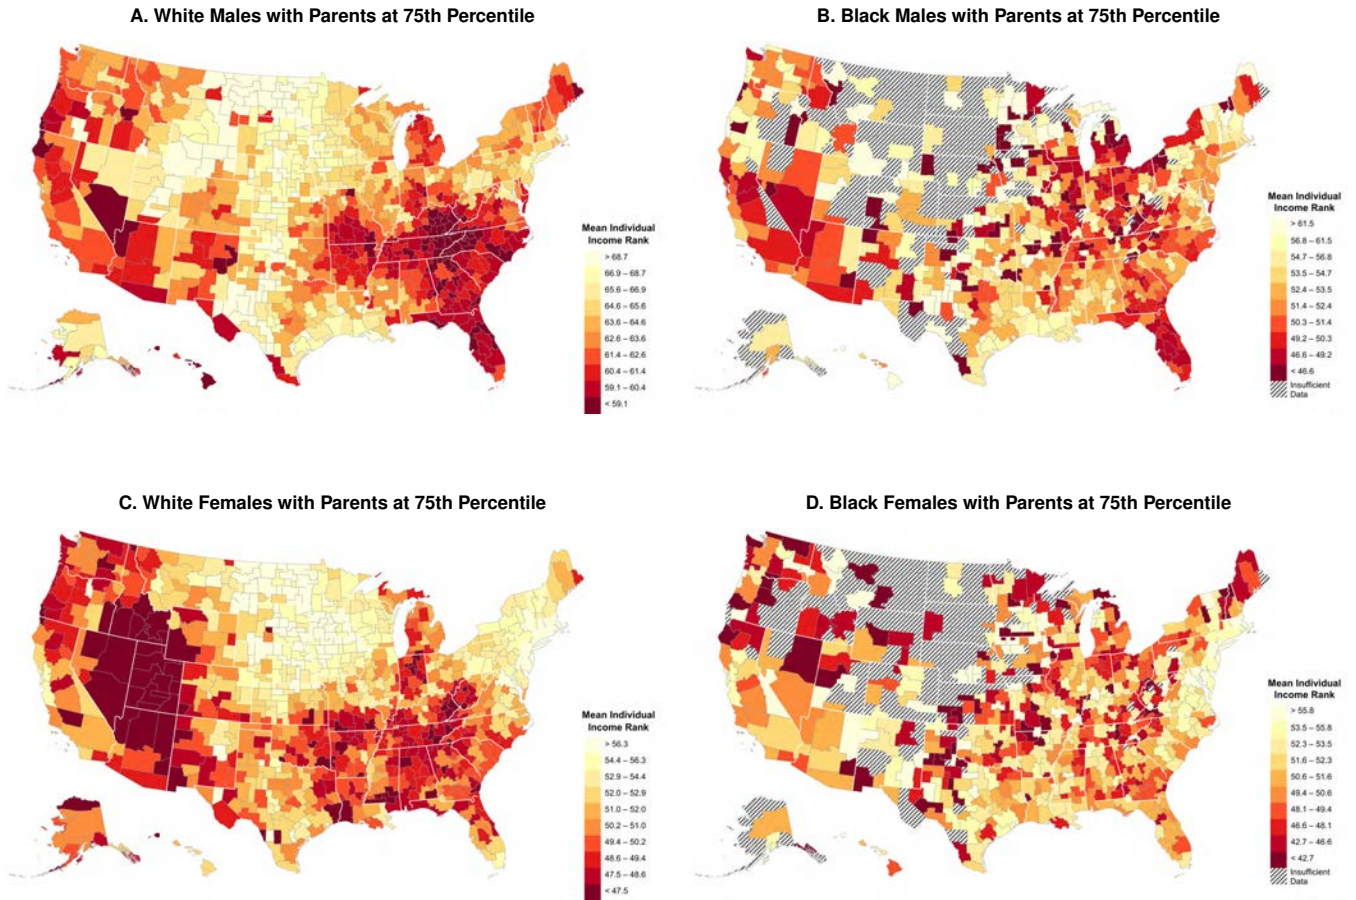 A. White Males with Parents at 75th Percentile
Mean Individual
Income Rank
> 68.7
66.9 – 68.7
65.6 – 66.9
64.6 – 65.6
63.6 – 64.6
62.6 – 63.6
61.4 – 62.6
60.4 – 61.4
59.1 – 60.4
< 59.1
B. Black Males with Parents at 75th Percentile
Mean Individual
Income Rank
> 61.5
56.8 – 61.5
54.7 – 56.8
53.5 – 54.7
52.4 – 53.5
51.4 – 52.4
50.3 – 51.4
49.2 – 50.3
46.6 – 49.2
< 46.6
Insufficient
Data
C. White Females with Parents at 75th Percentile
Mean Individual
Income Rank
> 56.3
54.4 – 56.3
52.9 – 54.4
52.0 – 52.9
51.0 – 52.0
50.2 – 51.0
49.4 – 50.2
48.6 – 49.4
47.5 – 48.6
< 47.5
D. Black Females with Parents at 75th Percentile
Mean Individual
Income Rank
> 55.8
53.5 – 55.8
52.3 – 53.5
51.6 – 52.3
50.6 – 51.6
49.4 – 50.6
48.1 – 49.4
46.6 – 48.1
42.7 – 46.6
< 42.7
Insufficient
Data